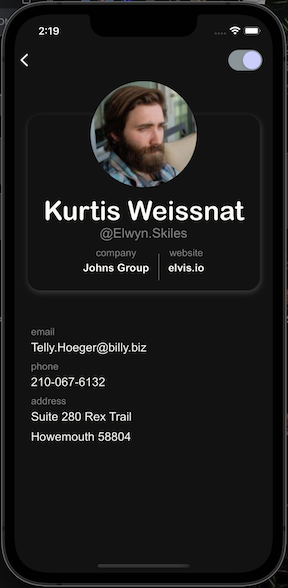 2:19
Kurtis Weissnat
@Elwyn.Skiles
company website
Johns Group elvis.io
email
Telly.Hoeger@billy.biz
phone
210-067-6132
address
Suite 280 Rex Trail
Howemouth 58804